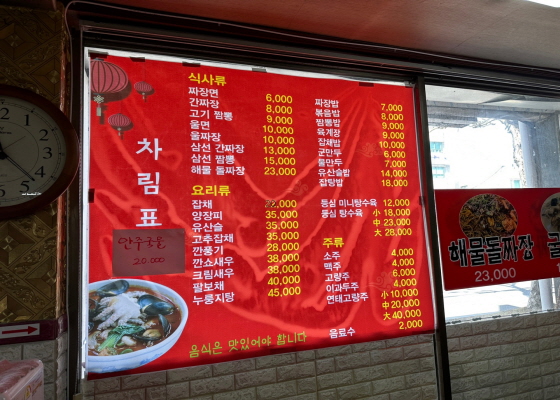 차림표
안주국물
20,000
식사류
짜장면 6,000
간짜장 8,000
고기 짬뽕 9,000
울면 10,000
물짜장 10,000
삼선 간짜장 13,000
삼선 짬뽕 15,000
해물 돌짜장 23,000
요리류
잡채
양장피 35,000
유산슬 35,000
고추잡채 35,000
깐풍기 28,000
깐쇼새우 38,000
크림새우 38,000
팔보채 40,000
누룽지탕 45,000
음식은 맛있어야 합니다
짜장밥 7,000
볶음밥 8,000
짬뽕밥 9,000
육계장 9,000
잡채밥 9,000
군만두 6,000
물만두 7,000
유산슬밥 14,000
잡탕밥 18,000
등심 미니탕수육 12,000
등심 탕수육 小 18,000
中 23,000
大 28,000
주류
소주 4,000
맥주 4,000
고량주 6,000
이과두주 4,000
연태고량주 小 10,000
中 20,000
大 40,000
음료수 2,000
해물돌짜장
23,000